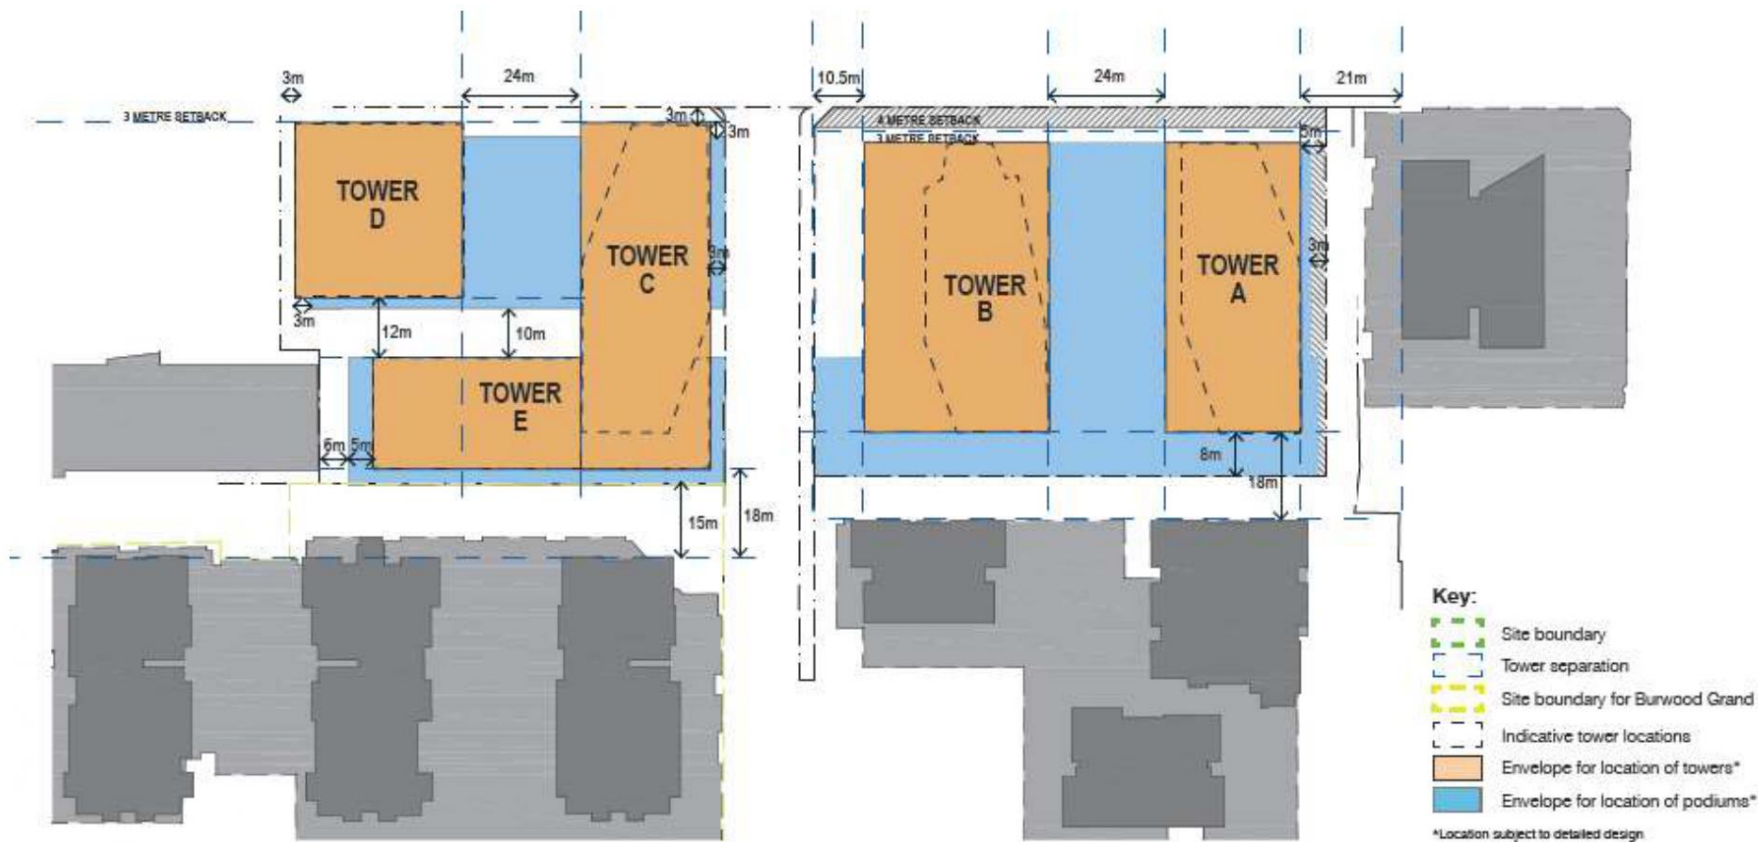 3m
24m
10.5m
24m
21m
3 METRE SETBACK
3m
3m
4 METRE SETBACK
3 METRE SETBACK
5m
TOWER
D
TOWER
C
3m
TOWER
B
TOWER
A
3m
3m
12m
10m
TOWER
E
6m
5m
15m
18m
8m
18m
Key:
Site boundary
Tower separation
Site boundary for Burwood Grand
Indicative tower locations
Envelope for location of towers*
Envelope for location of podiums*
*Location subject to detailed design